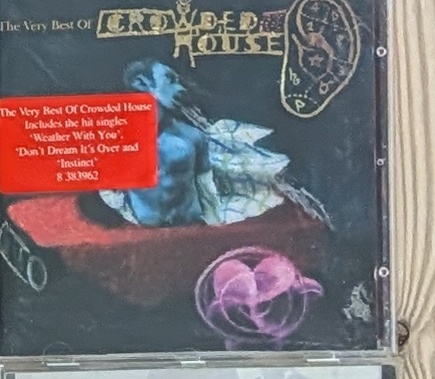 The Very Best Of CROWDED HOUSE
The Very Best Of Crowded House
Includes the hit singles
'Weather With You',
'Don't Dream It's Over and
'Instinct'
8 383962